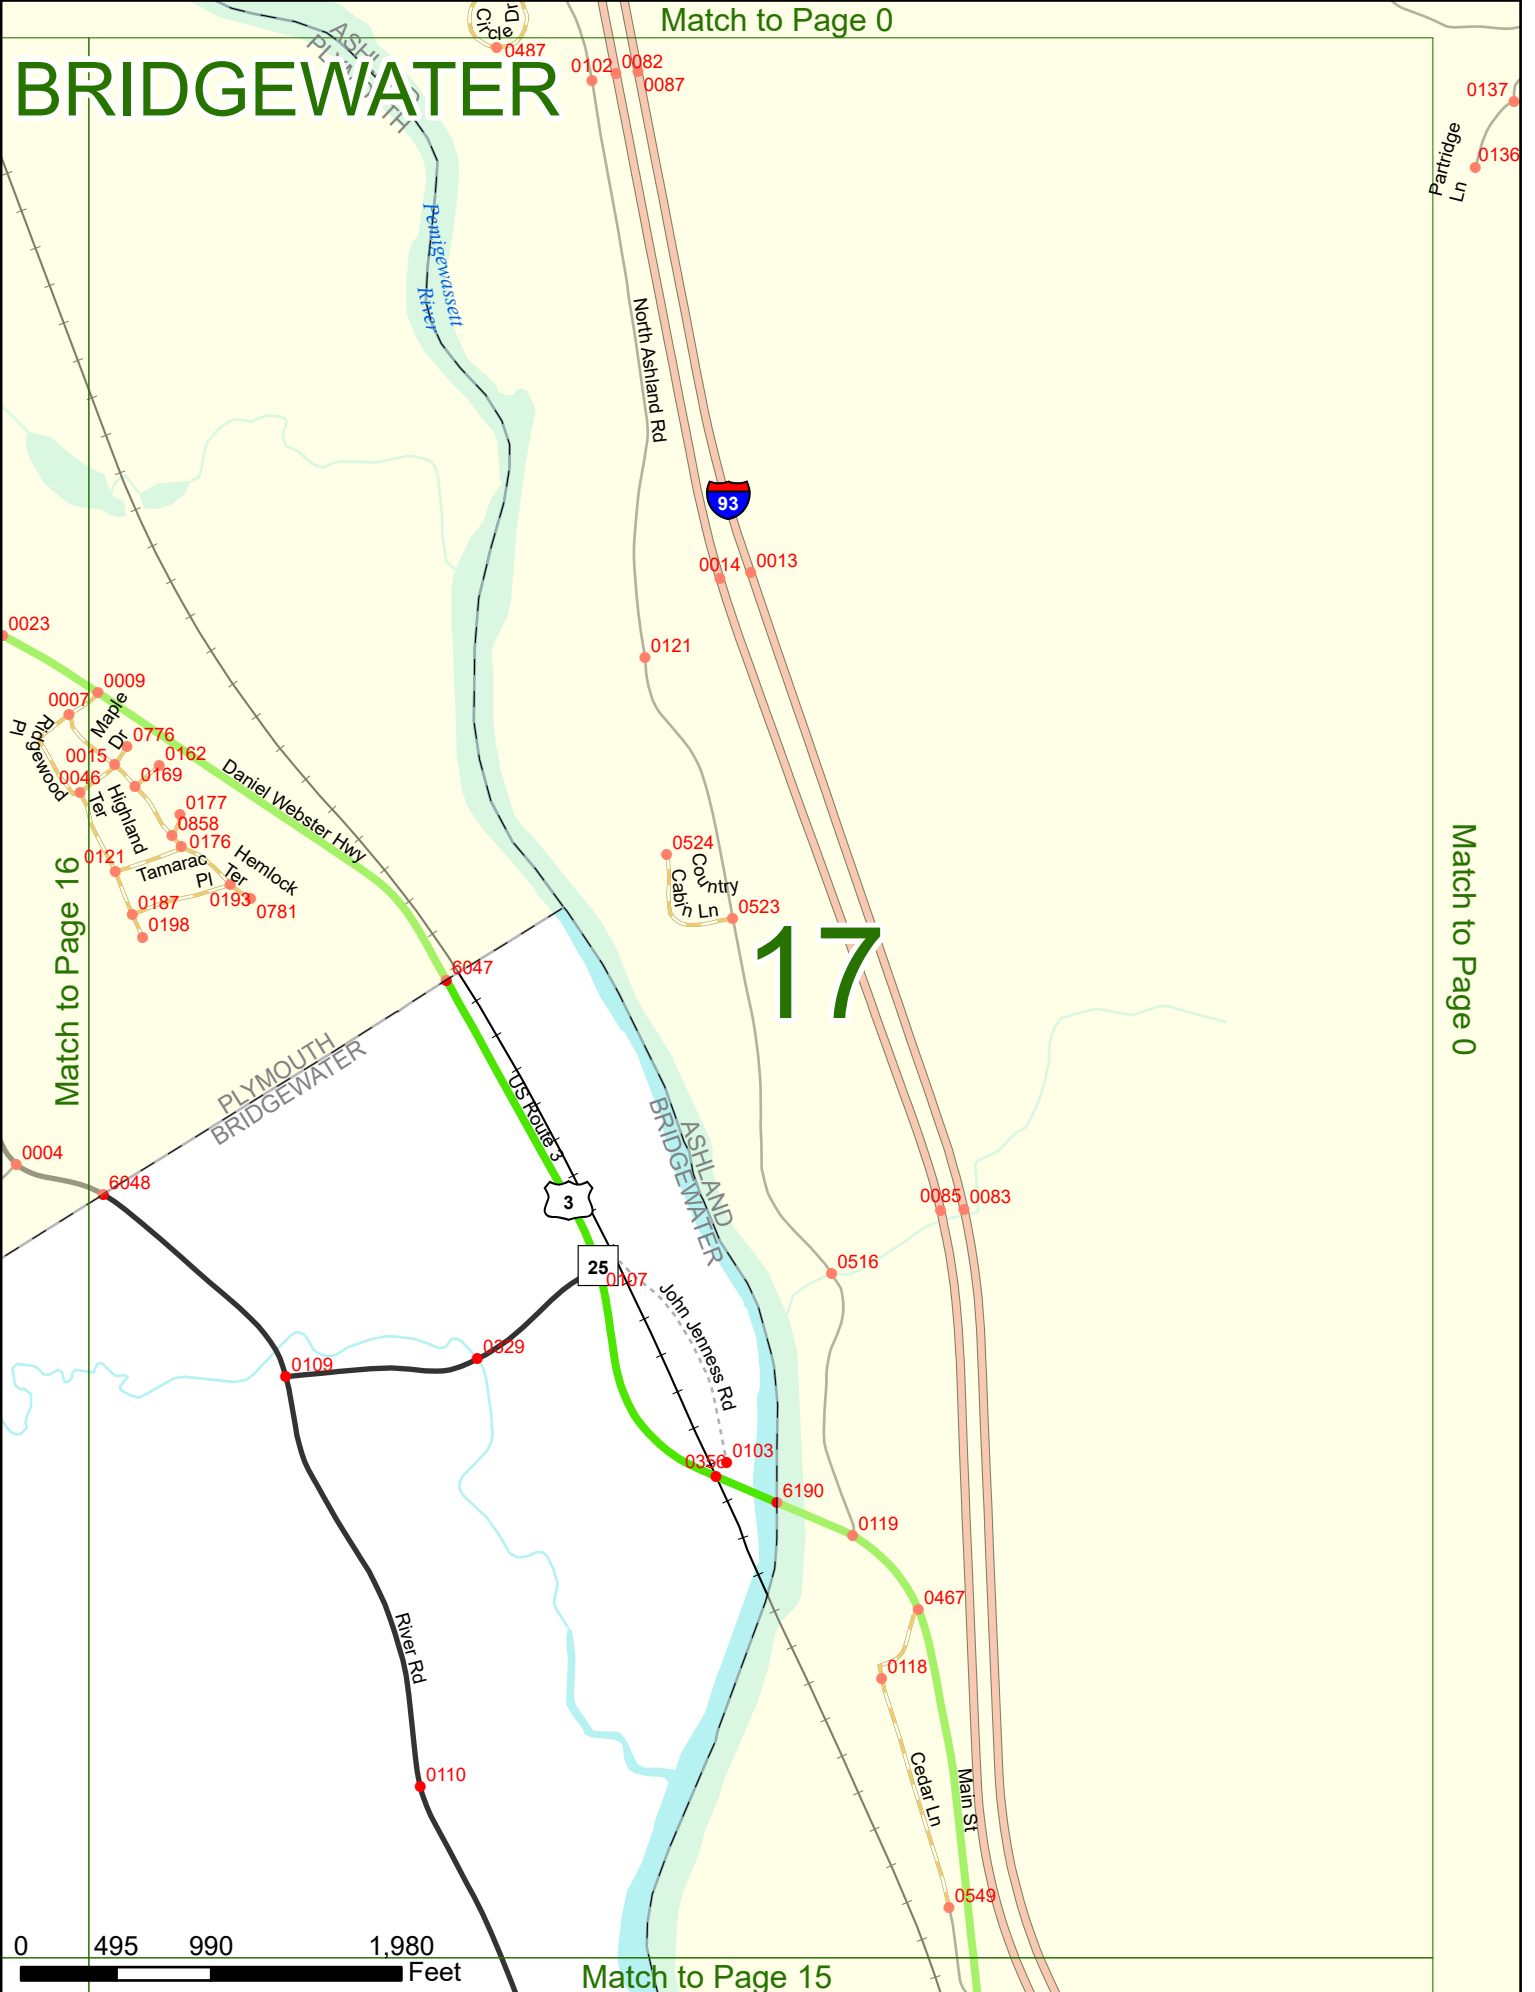 Match to Page 0
Circle
Dr
0487
ASHLAND
PLYMOUTH
BRIDGEWATER
0102
0082
0087
0137
Partridge
Ln
0136
Pemigewassett
River
North Ashland Rd
93
0014
0013
0023
0121
0009
0007
Maple
Dr
Ridgewood
Pl
0776
0015
0162
0046
0169
Ter
Highland
Daniel Webster Hwy
0177
0858
0176
0121
Tamarac
Pl
Hemlock
Ter
0193
0781
0187
0198
0524
Country
Cabin Ln
0523
17
Match to Page 16
Match to Page 0
6047
PLYMOUTH
BRIDGEWATER
US Route 3
ASHLAND
BRIDGEWATER
0004
6048
3
0085
0083
25
0107
0516
John Jenness Rd
0329
0109
0103
0356
6190
0119
0467
River Rd
0118
0110
Cedar Ln
Main St
0549
0 495 990 1,980
Feet
Match to Page 15